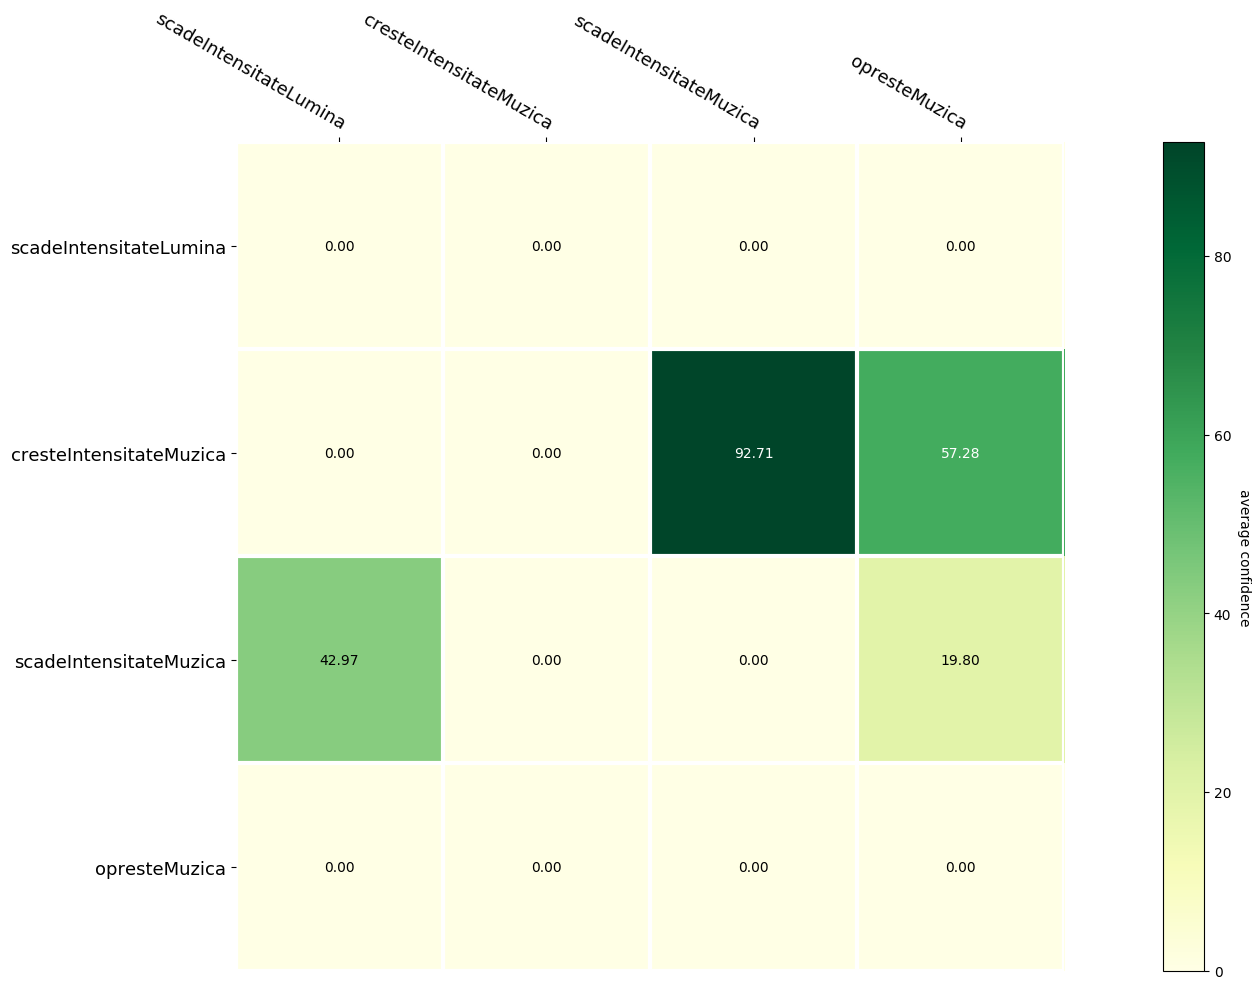 scadeIntensitateLumina
cresteIntensitateMuzica
scadeIntensitateMuzica
opresteMuzica
scadeIntensitateLumina 0.00 0.00 0.00 0.00
cresteIntensitateMuzica 0.00 0.00 92.71 57.28
scadeIntensitateMuzica 42.97 0.00 0.00 19.80
opresteMuzica 0.00 0.00 0.00 0.00
80
60
40
20
0
average confidence